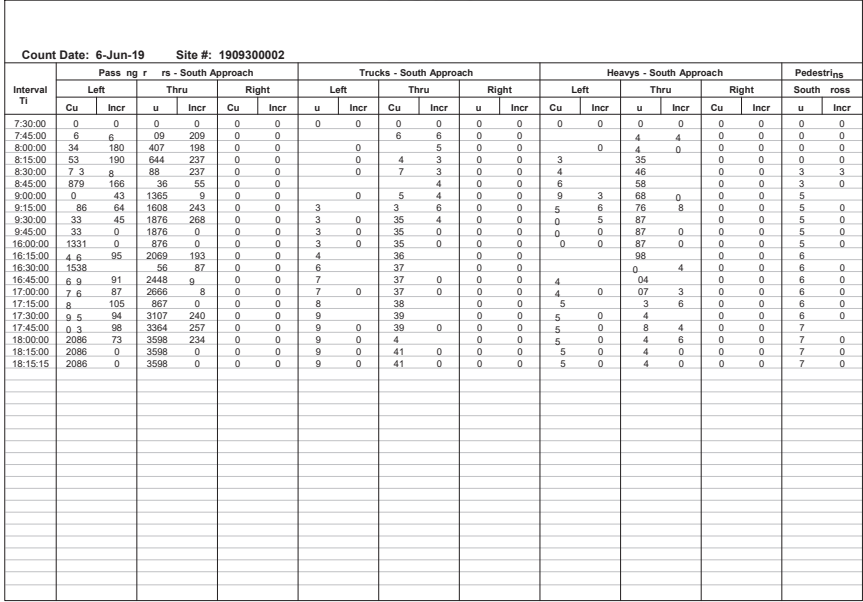 Count Date: 6-Jun-19 Site #: 1909300002
Pass ng r rs - South Approach Trucks - South Approach Heavys - South Approach Pedestrins
Interval Left Thru Right Left Thru Right Left Thru Right South ross
Ti Cu Incr u Incr Cu Incr u Incr Cu Incr u Incr Cu Incr u Incr Cu Incr u Incr
7:30:00 0 0 0 0 0 0 0 0 0 0 0 0 0 0 0 0 0 0 0 0
7:45:00 6 6 09 209 0 0 6 6 0 0 4 4 0 0 0 0
8:00:00 34 180 407 198 0 0 0 5 0 0 0 4 0 0 0 0 0
8:15:00 53 190 644 237 0 0 0 4 3 0 0 3 35 0 0 0 0
8:30:00 7 3 8 88 237 0 0 0 7 3 0 0 4 46 0 0 3 3
8:45:00 879 166 36 55 0 0 4 0 0 6 58 0 0 3 0
9:00:00 0 43 1365 9 0 0 0 5 4 0 0 9 3 68 0 0 0 5
9:15:00 86 64 1608 243 0 0 3 3 6 0 0 5 6 76 8 0 0 5 0
9:30:00 33 45 1876 268 0 0 3 0 35 4 0 0 0 5 87 0 0 5 0
9:45:00 33 0 1876 0 0 0 3 0 35 0 0 0 0 0 87 0 0 0 5 0
16:00:00 1331 0 876 0 0 0 3 0 35 0 0 0 0 0 87 0 0 0 5 0
16:15:00 4 6 95 2069 193 0 0 4 36 0 0 6 98 0 0 6
16:30:00 1538 56 87 0 0 6 37 0 0 0 4 0 0 6 0
16:45:00 6 9 91 2448 9 0 0 7 37 0 0 0 4 04 0 0 6 0
17:00:00 7 6 87 2666 8 0 0 7 0 37 0 0 0 4 0 07 3 0 0 6 0
17:15:00 8 105 867 0 0 0 8 38 0 0 5 3 6 0 0 6 0
17:30:00 9 5 94 3107 240 0 0 9 39 0 0 5 0 4 0 0 6 0
17:45:00 0 3 98 3364 257 0 0 9 0 39 0 0 0 5 0 8 4 0 0 7
18:00:00 2086 73 3598 234 0 0 9 0 4 0 0 5 0 4 6 0 0 7 0
18:15:00 2086 0 3598 0 0 0 9 0 41 0 0 0 5 0 4 0 0 0 7 0
18:15:15 2086 0 3598 0 0 0 9 0 41 0 0 0 5 0 4 0 0 0 7 0